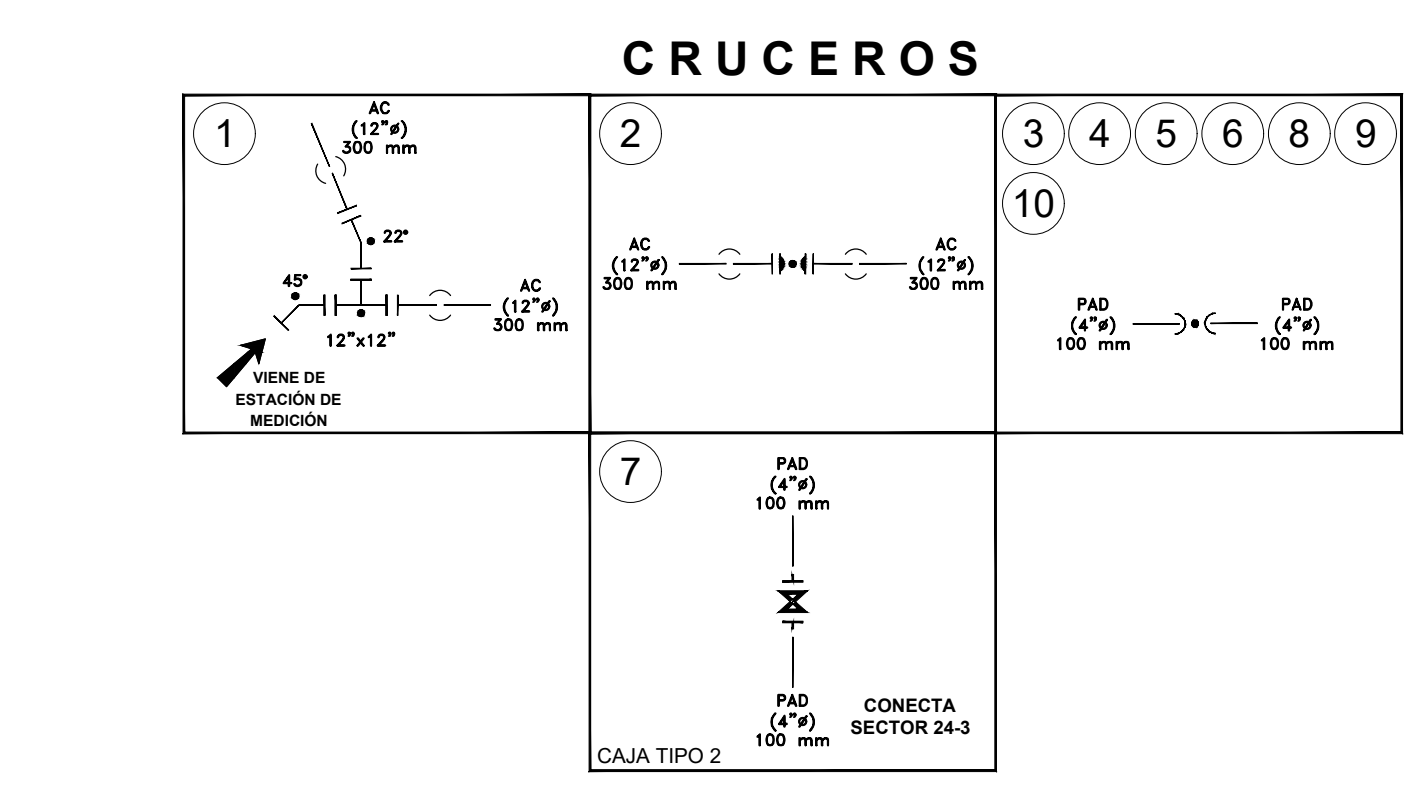 CRUCEROS
1
AC
(12"ø)
300 mm
22°
45°
12"x12"
AC
(12"ø)
300 mm
VIENE DE
ESTACIÓN DE
MEDICIÓN
2
AC
(12"ø)
300 mm
AC
(12"ø)
300 mm
3 4 5 6 8 9
10
PAD
(4"ø)
100 mm
PAD
(4"ø)
100 mm
7
PAD
(4"ø)
100 mm
PAD
(4"ø)
100 mm
CONECTA
SECTOR 24-3
CAJA TIPO 2